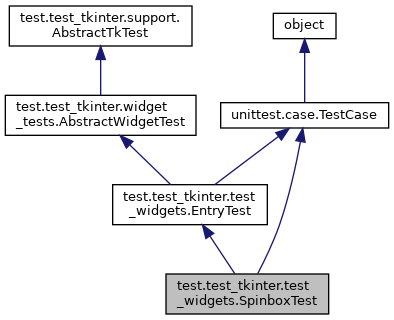 test.test_tkinter.support.
AbstractTkTest
object
test.test_tkinter.widget
_tests.AbstractWidgetTest
unittest.case.TestCase
test.test_tkinter.test
_widgets.EntryTest
test.test_tkinter.test
_widgets.SpinboxTest